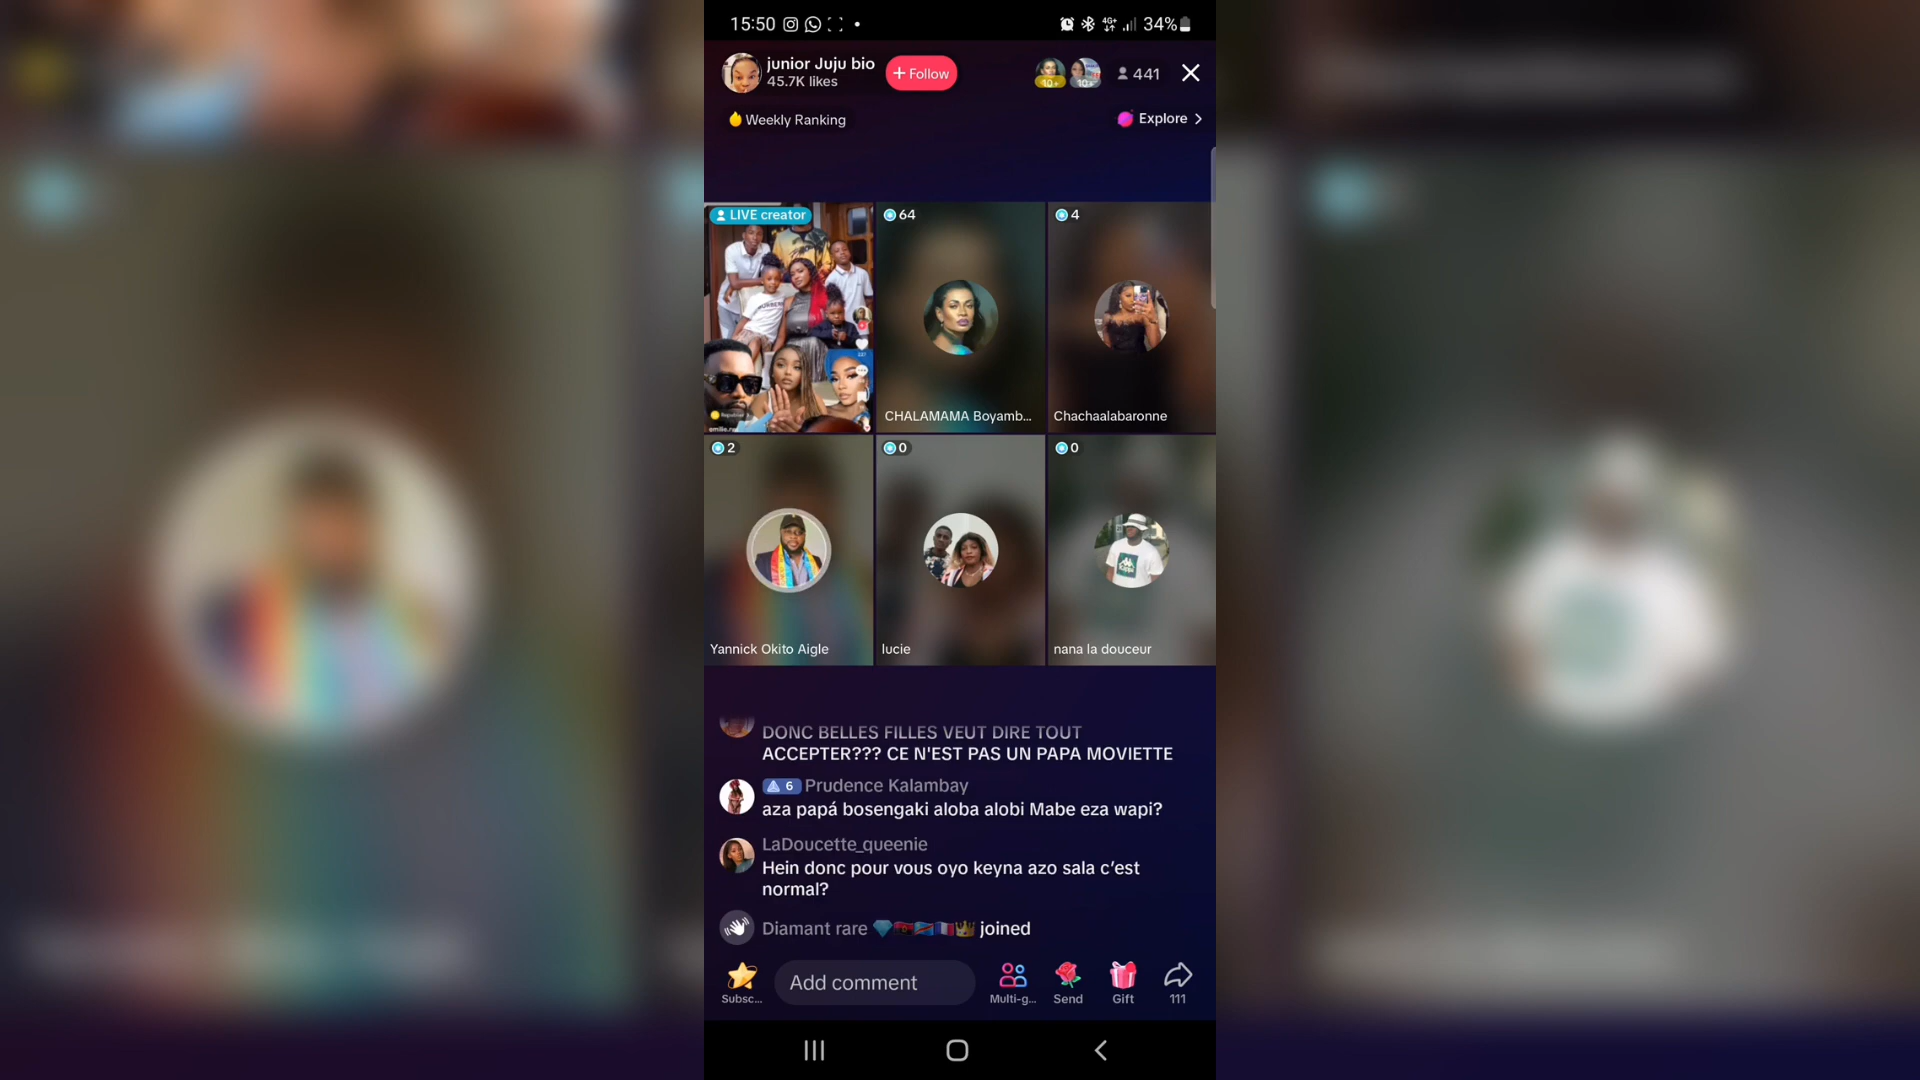 15:50
34%
junior Juju bio
45.7K likes
+ Follow
10+
10+
441
Weekly Ranking
Explore >
LIVE creator
64
4
CHALAMAMA Boyamb...
Chachaalabaronne
2
0
0
Yannick Okito Aigle
lucie
nana la douceur
DONC BELLES FILLES VEUT DIRE TOUT
ACCEPTER??? CE N'EST PAS UN PAPA MOVIETTE
6 Prudence Kalambay
aza papá bosengaki aloba alobi Mabe eza wapi?
LaDoucette_queenie
Hein donc pour vous oyo keyna azo sala c’est
normal?
Diamant rare 💎🇦🇴🇨🇩🇫🇷👑 joined
Subsc...
Add comment
Multi-g...
Send
Gift
111